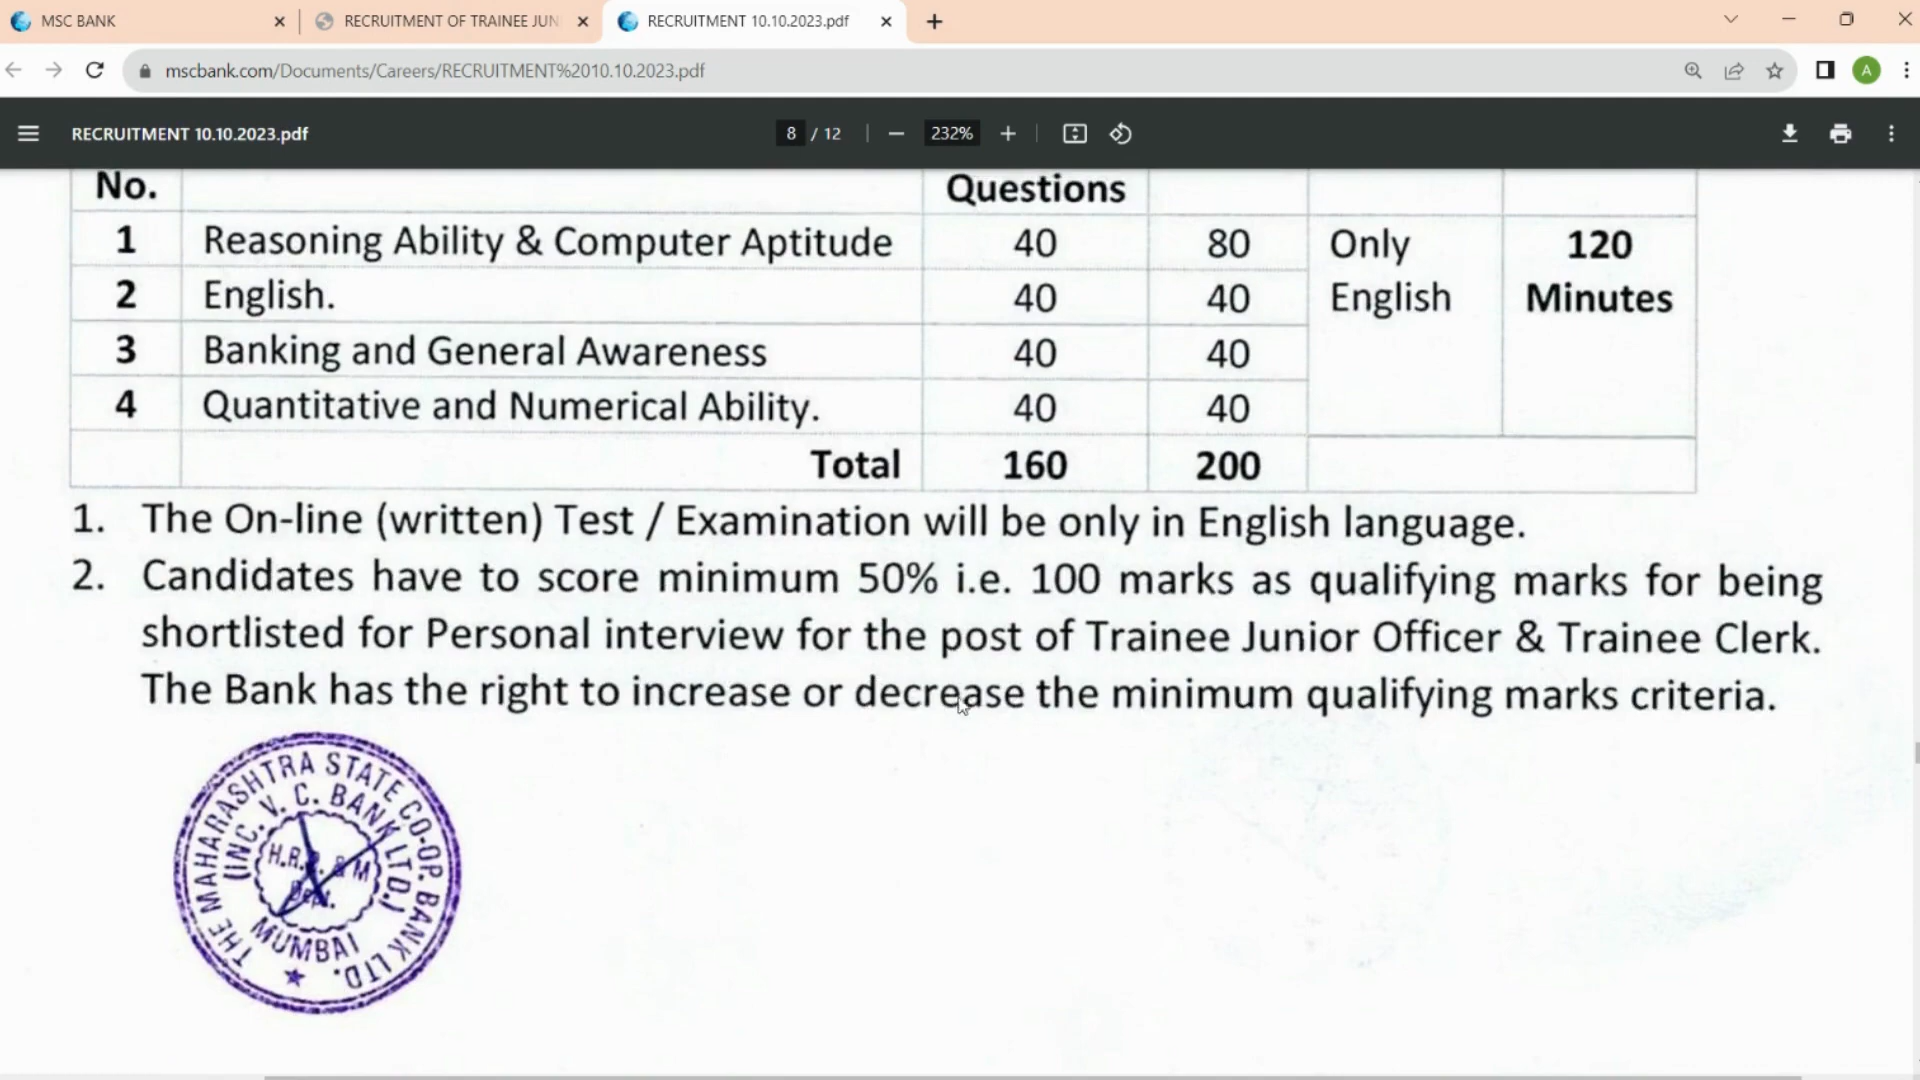 MSC BANK
RECRUITMENT OF TRAINEE JUN
RECRUITMENT 10.10.2023.pdf
mscbank.com/Documents/Careers/RECRUITMENT%2010.10.2023.pdf
A
RECRUITMENT 10.10.2023.pdf
8 / 12
232%
No. Questions
1 Reasoning Ability & Computer Aptitude 40 80 Only 120
2 English. 40 40 English Minutes
3 Banking and General Awareness 40 40
4 Quantitative and Numerical Ability. 40 40
Total 160 200
1. The On-line (written) Test / Examination will be only in English language.
2. Candidates have to score minimum 50% i.e. 100 marks as qualifying marks for being
shortlisted for Personal interview for the post of Trainee Junior Officer & Trainee Clerk.
The Bank has the right to increase or decrease the minimum qualifying marks criteria.
THE MAHARASHTRA STATE CO-OP. BANK LTD.
(INC. V. C. BANK LTD.)
Dept.
MUMBAI